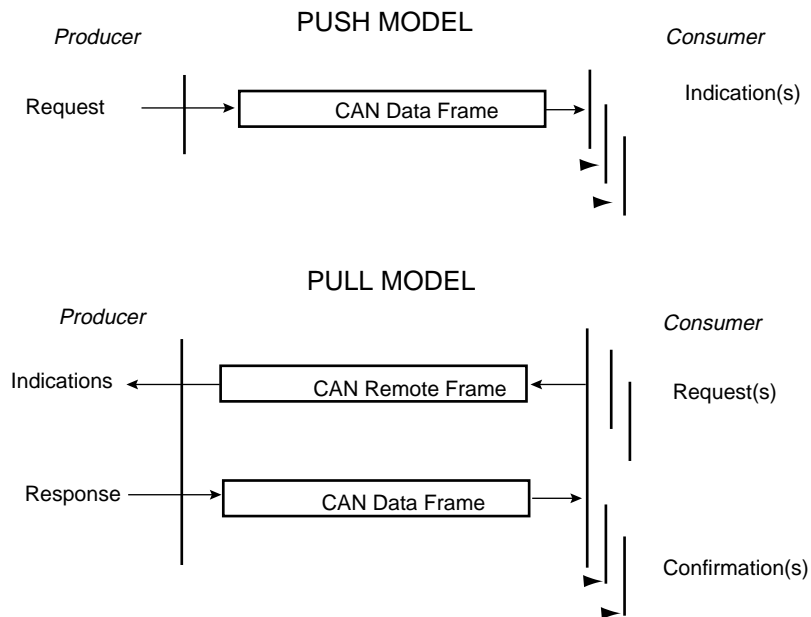 PUSH MODEL
Producer
Consumer
Request
CAN Data Frame
Indication(s)
PULL MODEL
Producer
Consumer
Indications
CAN Remote Frame
Request(s)
Response
CAN Data Frame
Confirmation(s)